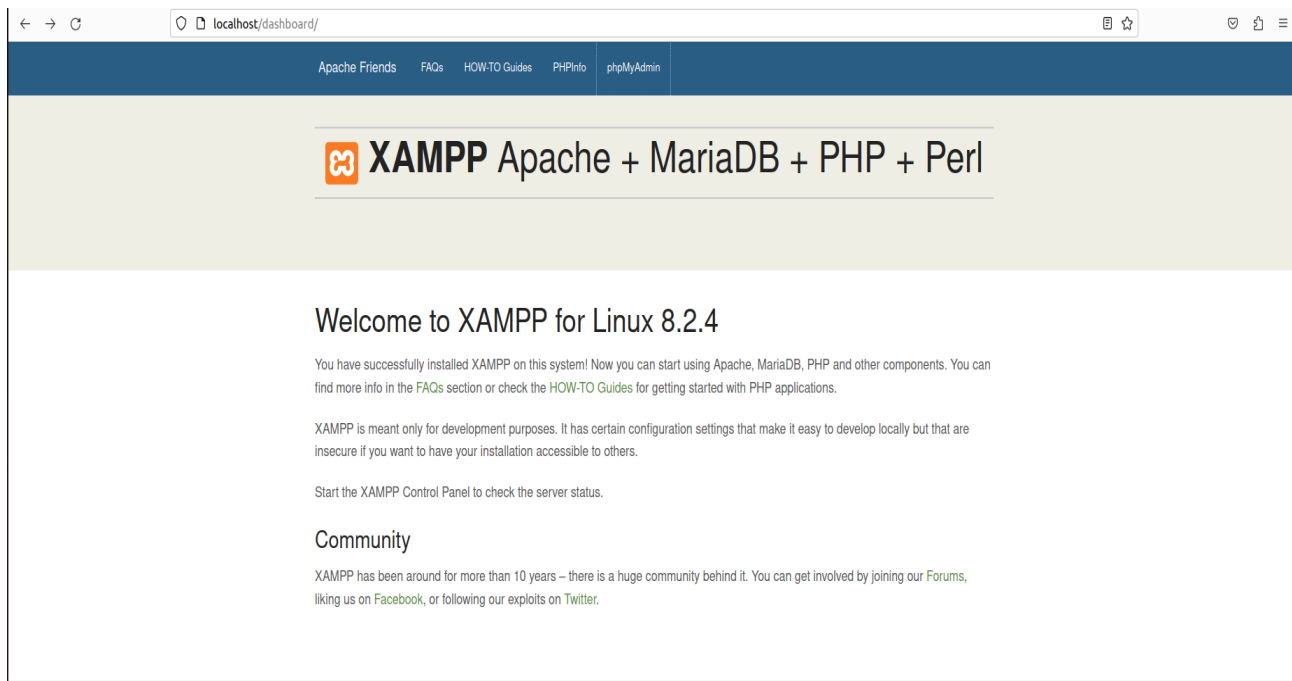 localhost/dashboard/
Apache Friends FAQs HOW-TO Guides PHPInfo phpMyAdmin
XAMPP Apache + MariaDB + PHP + Perl
Welcome to XAMPP for Linux 8.2.4
You have successfully installed XAMPP on this system! Now you can start using Apache, MariaDB, PHP and other components. You can
find more info in the FAQs section or check the HOW-TO Guides for getting started with PHP applications.
XAMPP is meant only for development purposes. It has certain configuration settings that make it easy to develop locally but that are
insecure if you want to have your installation accessible to others.
Start the XAMPP Control Panel to check the server status.
Community
XAMPP has been around for more than 10 years – there is a huge community behind it. You can get involved by joining our Forums,
liking us on Facebook, or following our exploits on Twitter.